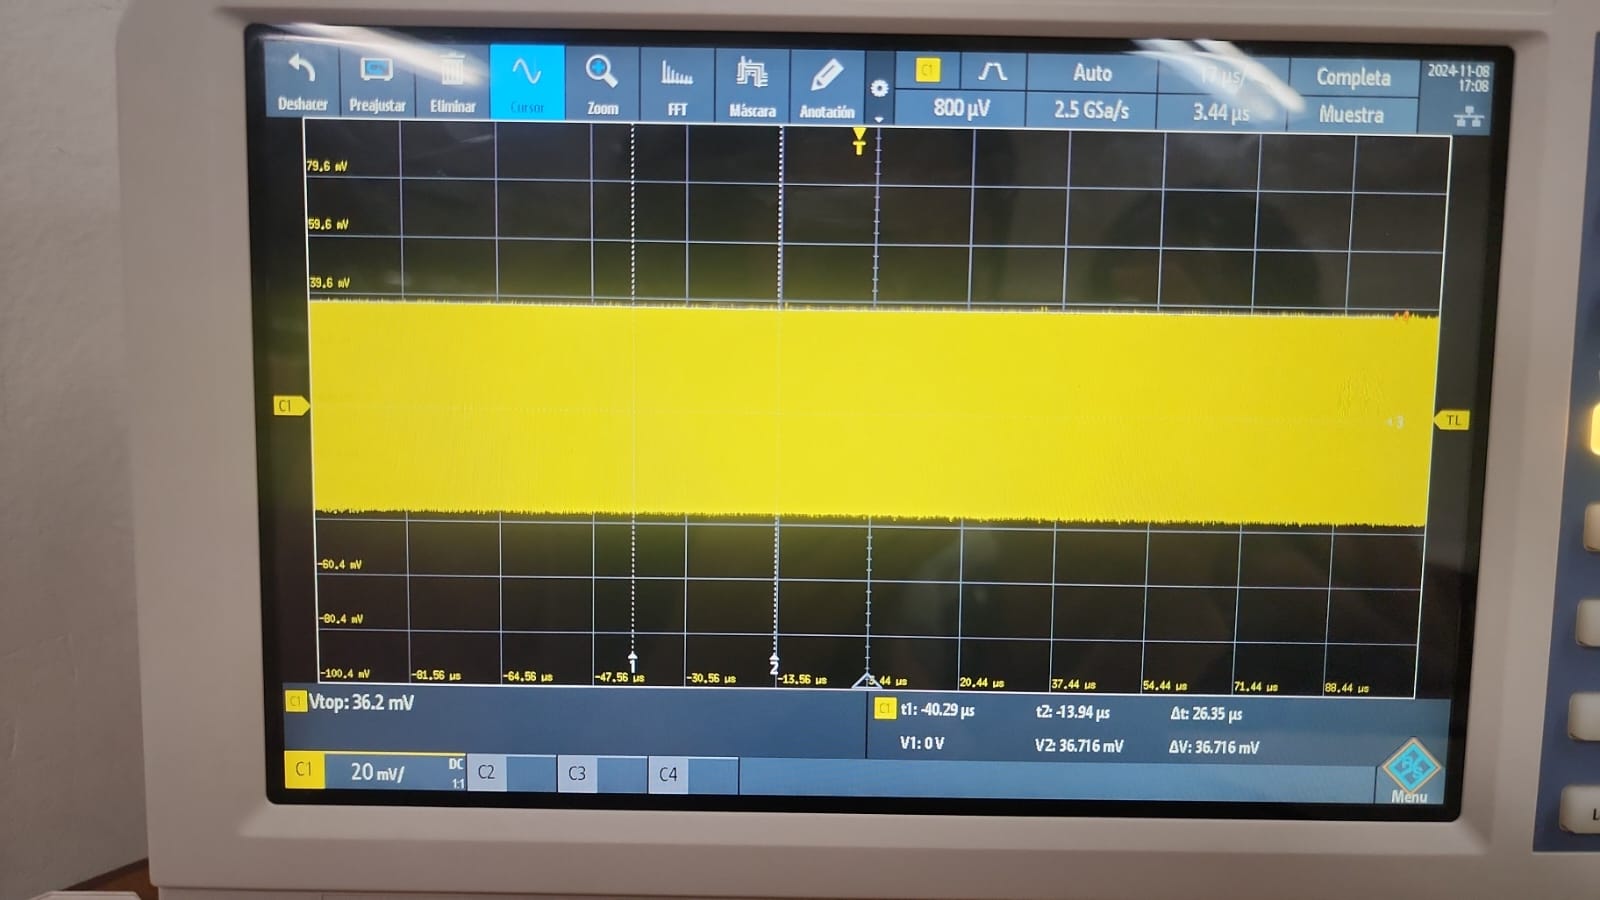 Deshacer Preajustar Eliminar Cursor Zoom FFT Máscara Anotación
C1 Auto 17 µs/ Completa
800 µV 2.5 GSa/s 3.44 µs Muestra
2024-11-08
17:08
T
79.6 mV
59.6 mV
39.6 mV
C1
TL
-60.4 mV
-80.4 mV
1
2
-100.4 mV -81.56 µs -64.56 µs -47.56 µs -30.56 µs -13.56 µs 3.44 µs 20.44 µs 37.44 µs 54.44 µs 71.44 µs 88.44 µs
C1 Vtop: 36.2 mV
C1 t1: -40.29 µs t2: -13.94 µs Δt: 26.35 µs
V1: 0 V V2: 36.716 mV ΔV: 36.716 mV
C1 20 mV/ DC 1:1 C2 C3 C4
R&S
Menu